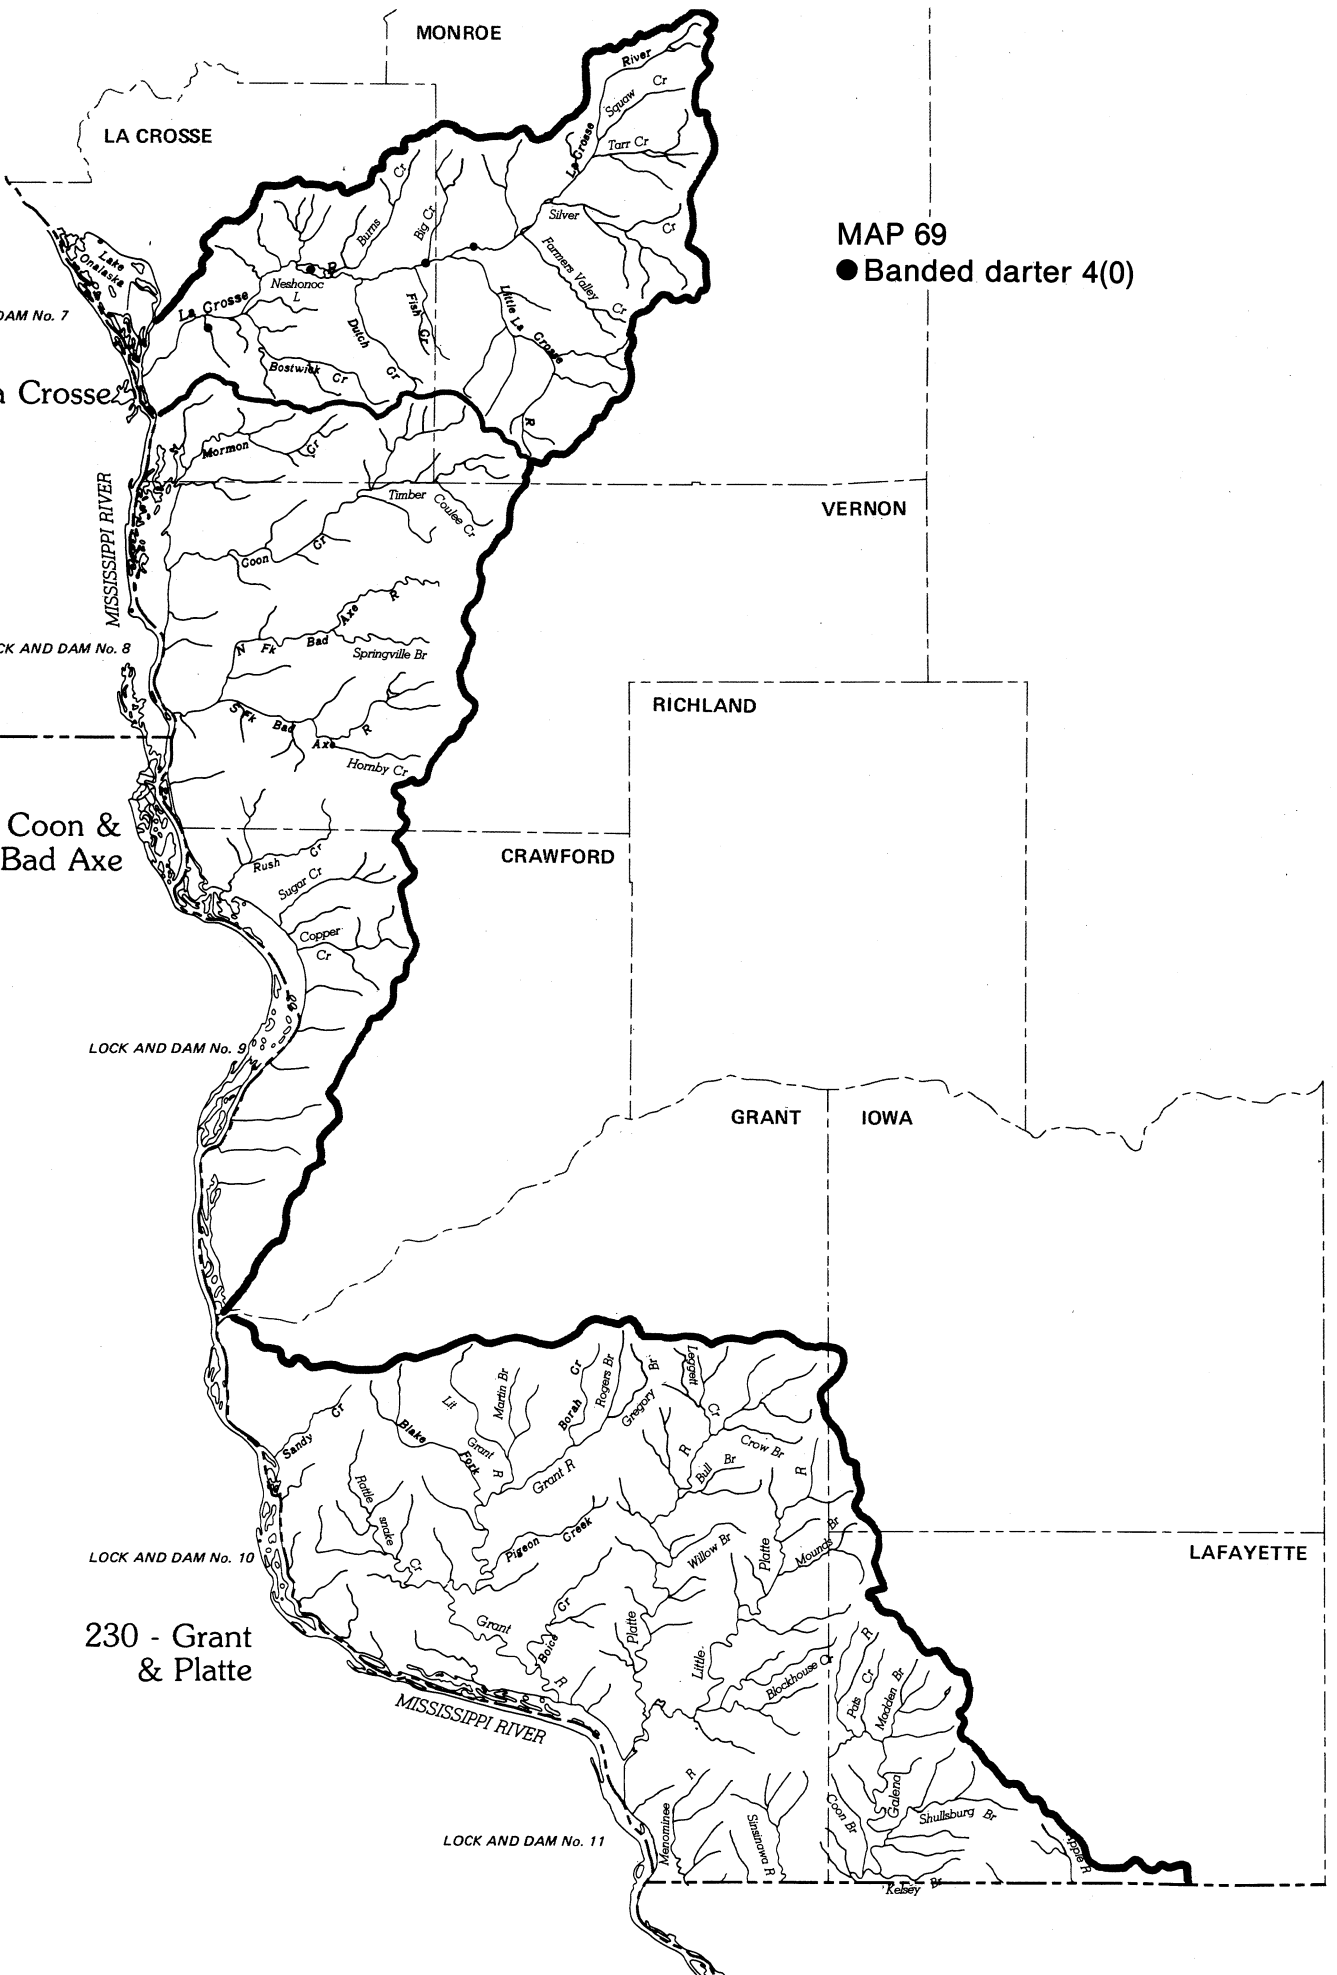 MONROE
River
Cr
Squaw
LA CROSSE
La Crosse
Tarr Cr
Cr
Burns
Big Cr
Silver
Cr
MAP 69
● Banded darter 4(0)
Lake
Onalaska
R
Farmers Valley
Cr
Neshonoc
L
La Crosse
Fish
Cr
Little La Crosse
R
DAM No. 7
Dutch
Cr
Bostwick Cr
a Crosse
Mormon
Cr
Timber
Coulee Cr
VERNON
MISSISSIPPI RIVER
Coon
Cr
N Fk Bad Axe R
CK AND DAM No. 8
Springville Br
RICHLAND
S Fk Bad Axe R
Hornby Cr
Coon &
Bad Axe
CRAWFORD
Rush
Cr
Sugar Cr
Copper
Cr
LOCK AND DAM No. 9
GRANT
IOWA
Sandy
Cr
Blake
Fork
Lit
Grant
R
Martin Br
Borah
Cr
Rogers Br
Gregory
Br
Leggett
Cr
Grant R
R
Crow Br
Bull
Br
R
Rattle
snake
Cr
Pigeon
Creek
Willow Br
Platte
Mounds
Br
LOCK AND DAM No. 10
LAFAYETTE
230 - Grant
& Platte
Grant
Boice
Cr
R
Platte
Little
R
Blockhouse Cr
R
Pats
Cr
Madden Br
MISSISSIPPI RIVER
Menominee
R
Sinsinawa R
Coon Br
Galena
Shullsburg Br
Apple R
LOCK AND DAM No. 11
Kelsey Br